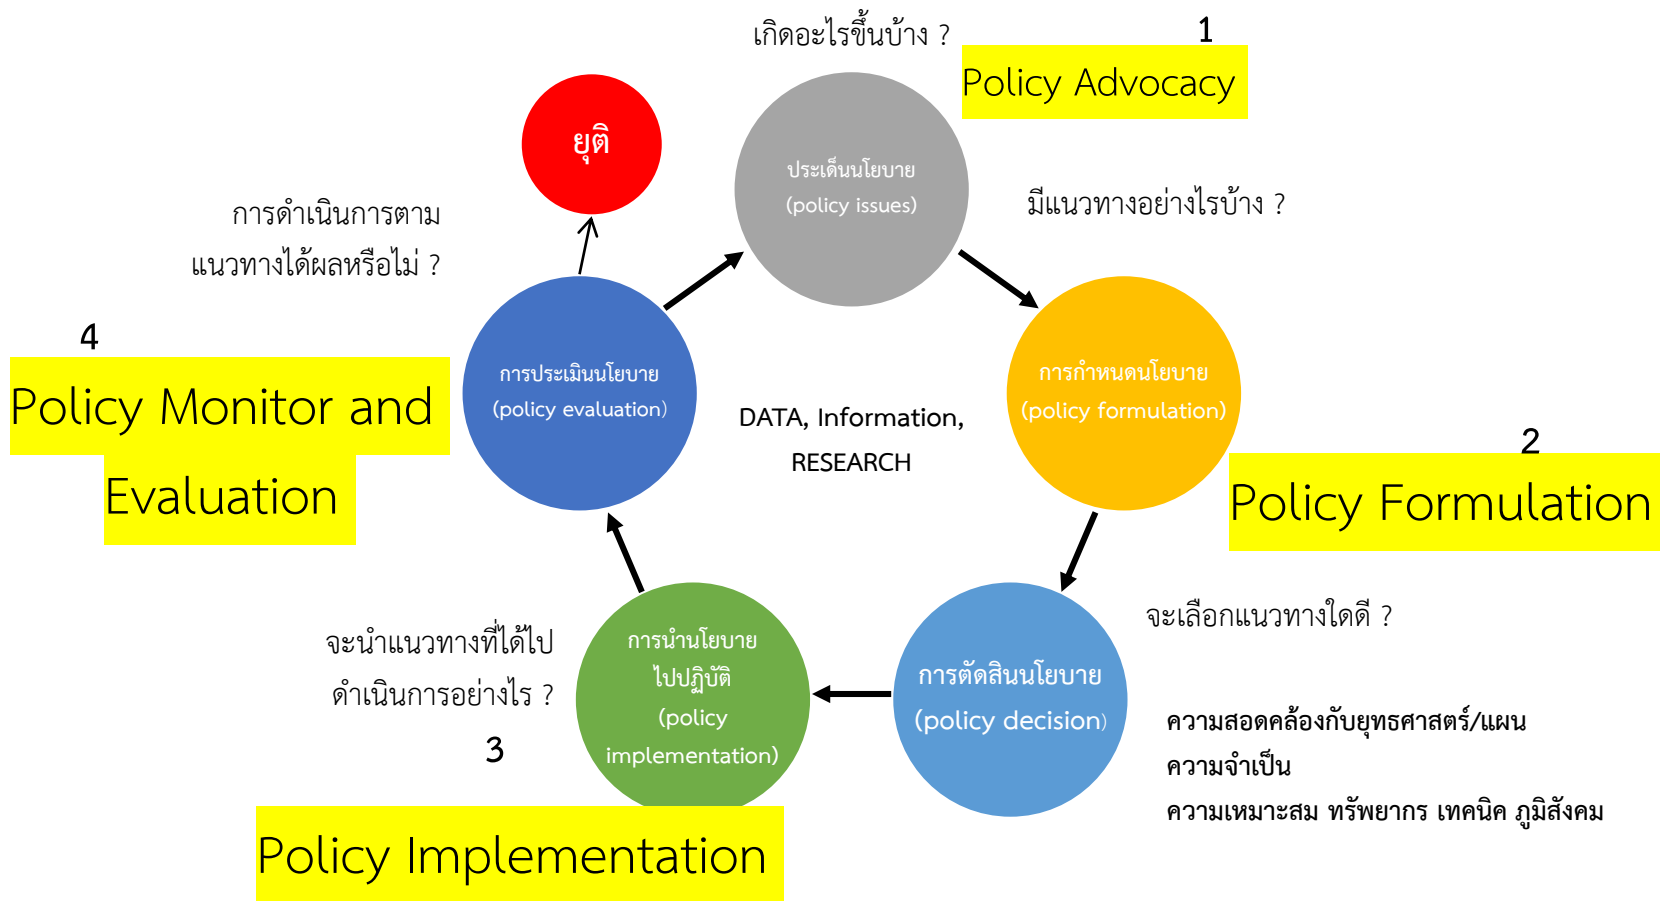 เกิดอะไรขึ้นบ้าง ?
1
Policy Advocacy
ยุติ
ประเด็นนโยบาย
(policy issues)
มีแนวทางอย่างไรบ้าง ?
การดำเนินการตาม
แนวทางได้ผลหรือไม่ ?
4
Policy Monitor and
Evaluation
การประเมินนโยบาย
(policy evaluation)
DATA, Information,
RESEARCH
การกำหนดนโยบาย
(policy formulation)
2
Policy Formulation
จะเลือกแนวทางใดดี ?
การตัดสินนโยบาย
(policy decision)
ความสอดคล้องกับยุทธศาสตร์/แผน
ความจำเป็น
ความเหมาะสม ทรัพยากร เทคนิค ภูมิสังคม
การนำนโยบาย
ไปปฏิบัติ
(policy
implementation)
จะนำแนวทางที่ได้ไป
ดำเนินการอย่างไร ?
3
Policy Implementation